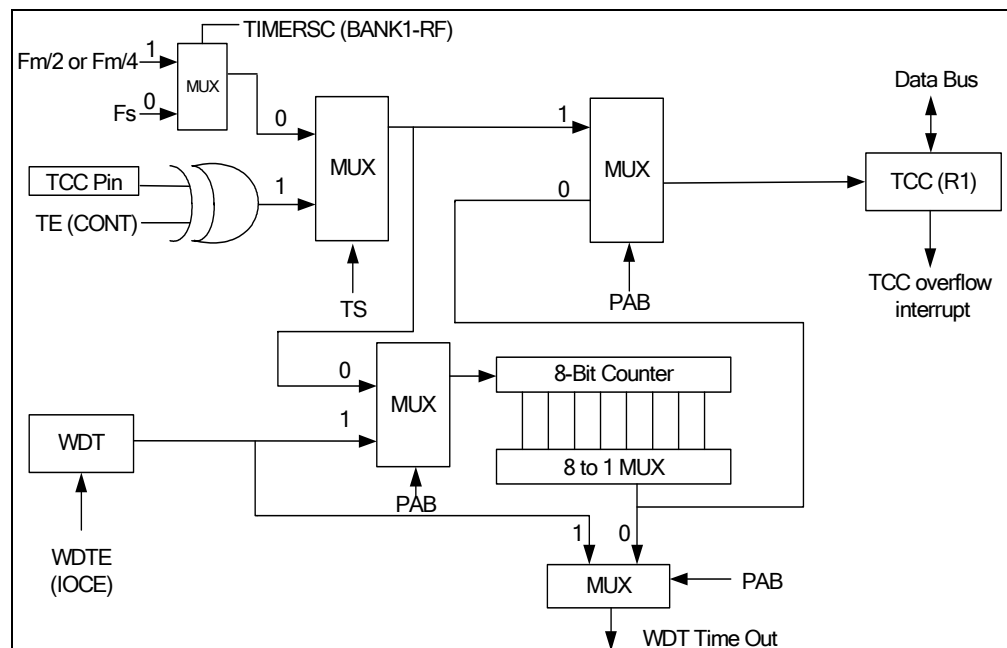 TIMERSC (BANK1-RF)
Fm/2 or Fm/4
1
MUX
Fs
0
0
TCC Pin
TE (CONT)
1
MUX
TS
1
0
MUX
PAB
Data Bus
TCC (R1)
TCC overflow
interrupt
0
1
MUX
PAB
8-Bit Counter
8 to 1 MUX
WDT
WDTE
(IOCE)
1
0
MUX
PAB
WDT Time Out